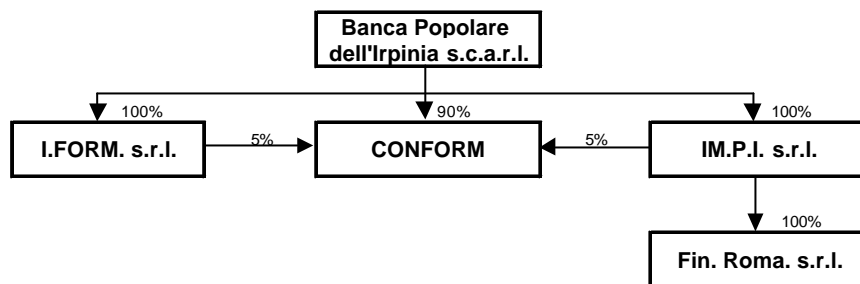 Banca Popolare
dell'Irpinia s.c.a.r.l.
100% 90% 100%
I.FORM. s.r.l. 5% CONFORM 5% IM.P.I. s.r.l.
100%
Fin. Roma. s.r.l.